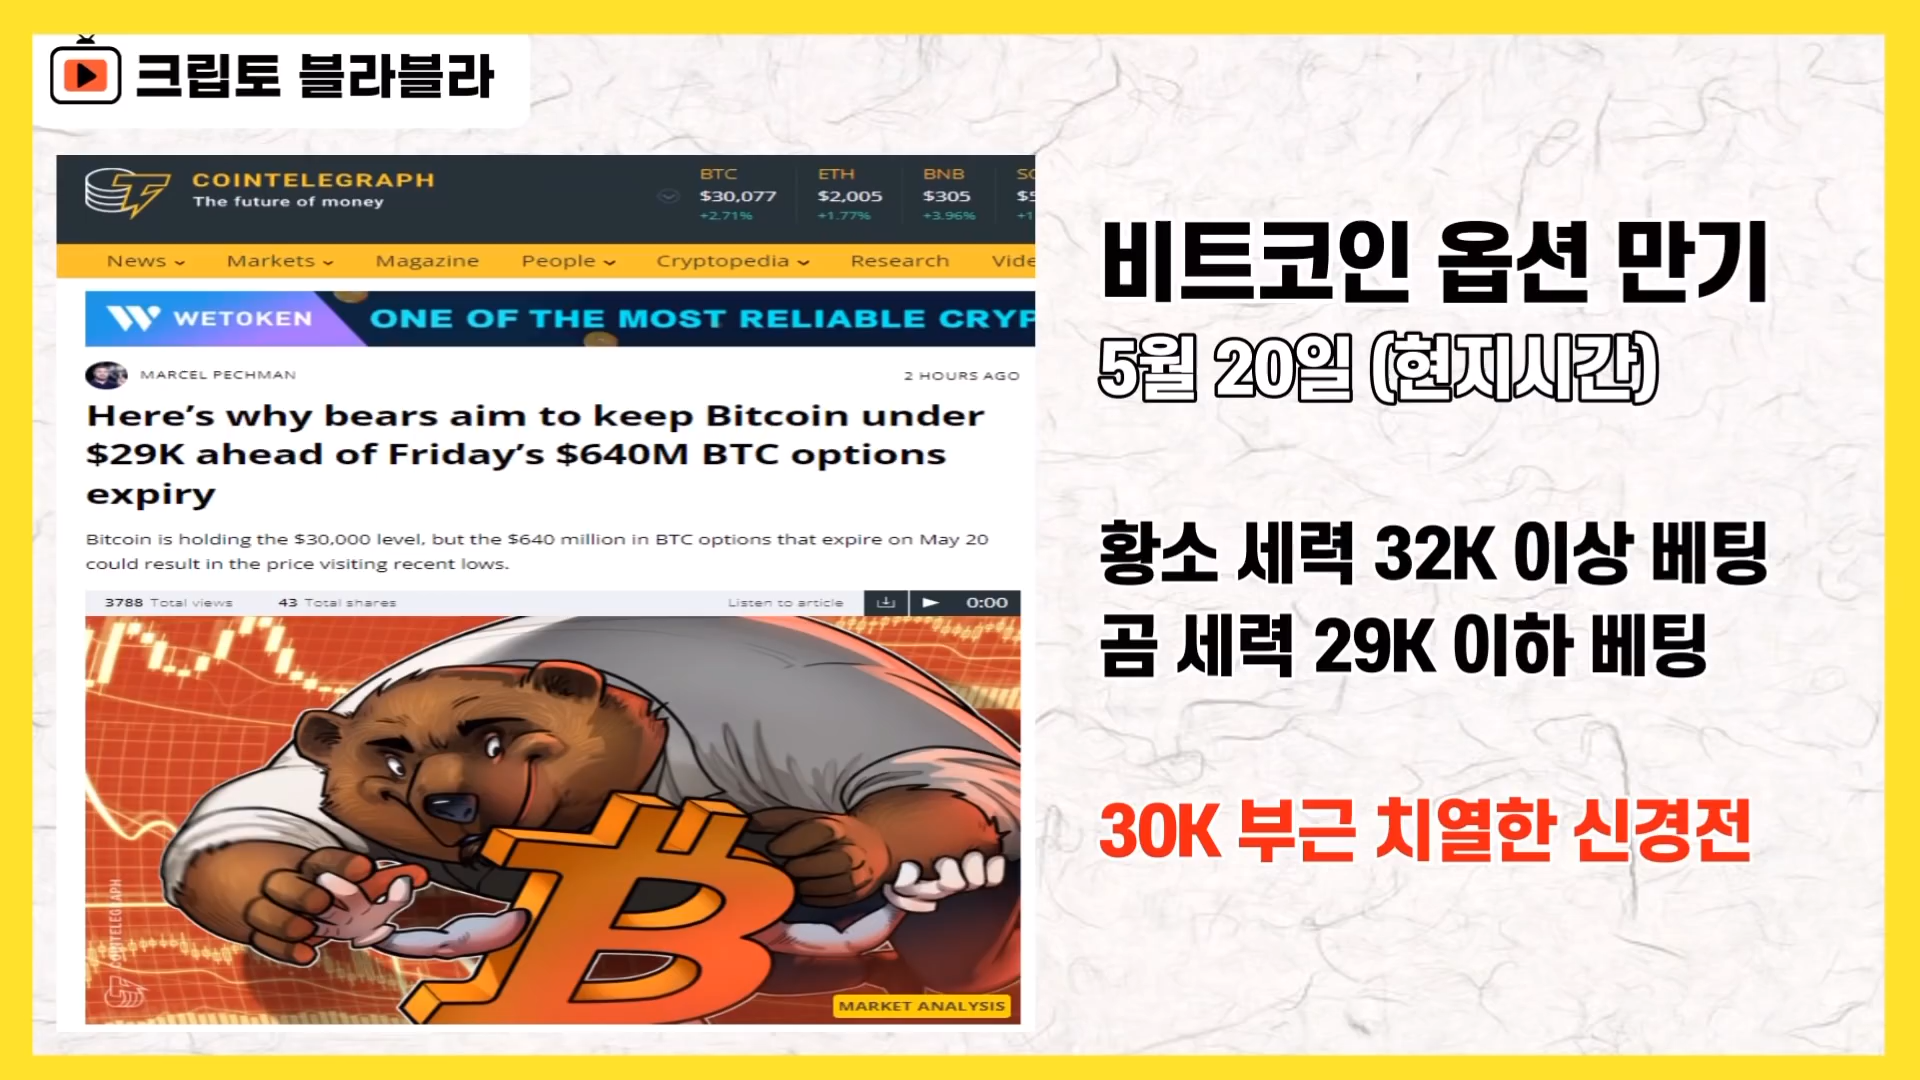 크립토 블라블라
COINTELEGRAPH
The future of money
BTC ETH BNB
$30,077 $2,005 $305
+2.71% +1.77% +3.96%
News Markets Magazine People Cryptopedia Research
WETOKEN ONE OF THE MOST RELIABLE
MARCEL PECHMAN 2 HOURS AGO
Here's why bears aim to keep Bitcoin under
$29K ahead of Friday's $640M BTC options
expiry
Bitcoin is holding the $30,000 level, but the $640 million in BTC options that expire on May 20
could result in the price visiting recent lows.
3788 Total views 43 Total shares Listen to article 0:00
COINTELEGRAPH
MARKET ANALYSIS
비트코인 옵션 만기
5월 20일 (현지시간)
황소 세력 32K 이상 베팅
곰 세력 29K 이하 베팅
30K 부근 치열한 신경전